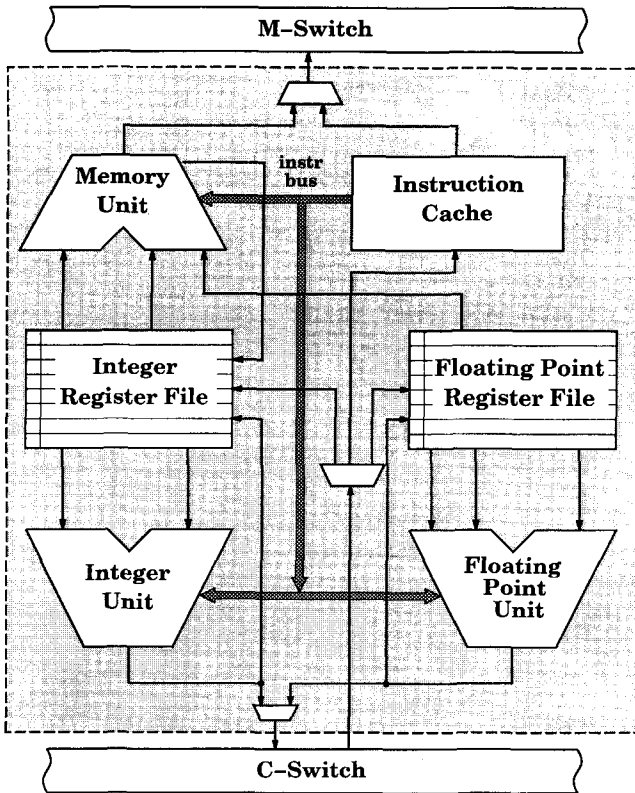 M–Switch
instr
bus
Memory
Unit
Instruction
Cache
Integer
Register File
Floating Point
Register File
Integer
Unit
Floating
Point
Unit
C–Switch